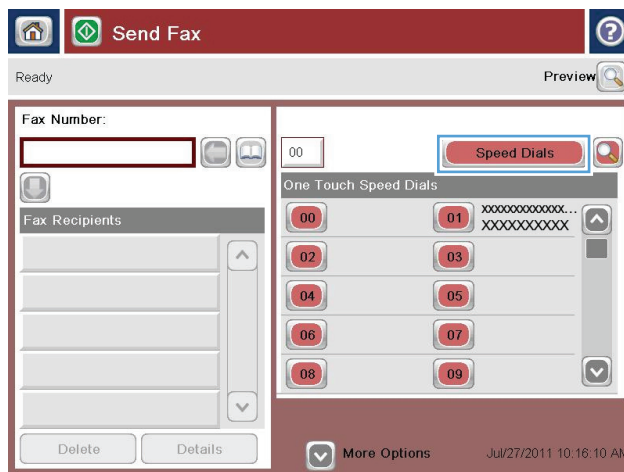 Send Fax
?
Ready
Preview
Fax Number:
00
Speed Dials
One Touch Speed Dials
Fax Recipients
00
01
XXXXXXXXXXXX...
XXXXXXXXXX
02
03
04
05
06
07
08
09
Delete
Details
More Options
Jul/27/2011 10:16:10 AM